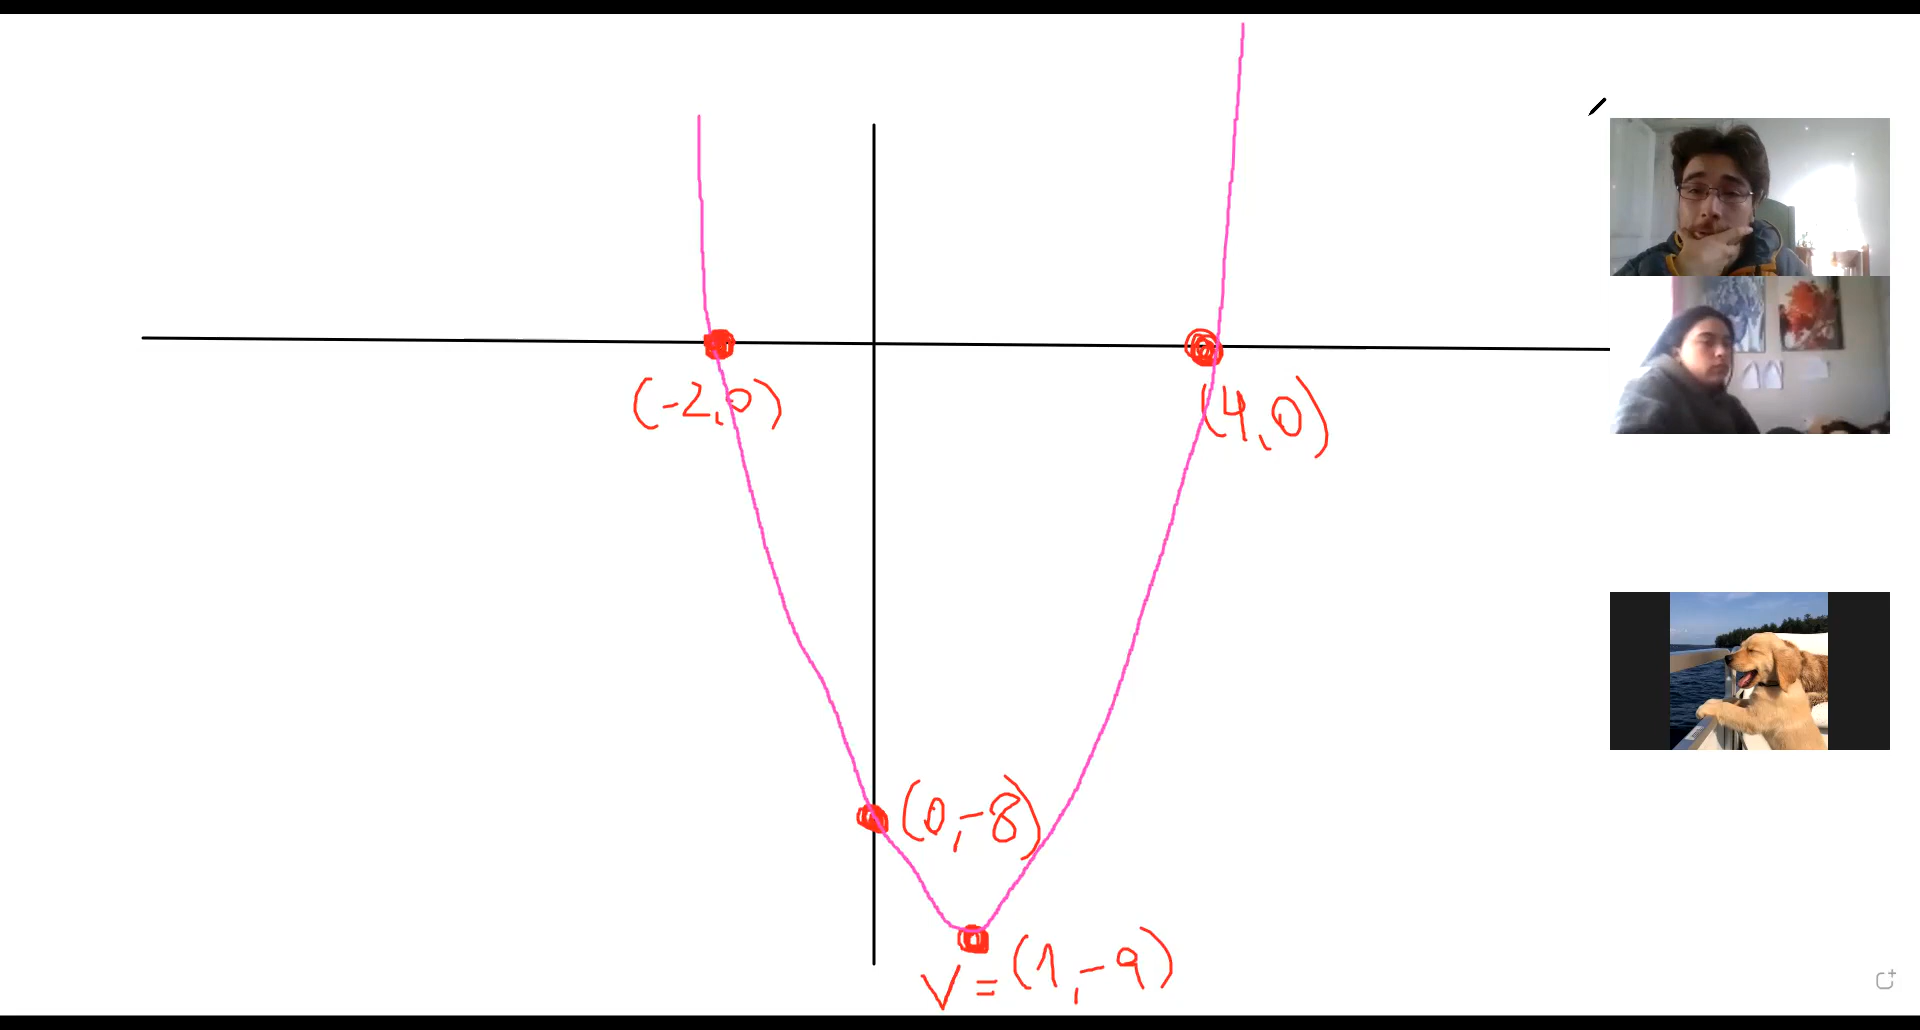 (-2,0)
(4,0)
(0,-8)
V = (1,-9)